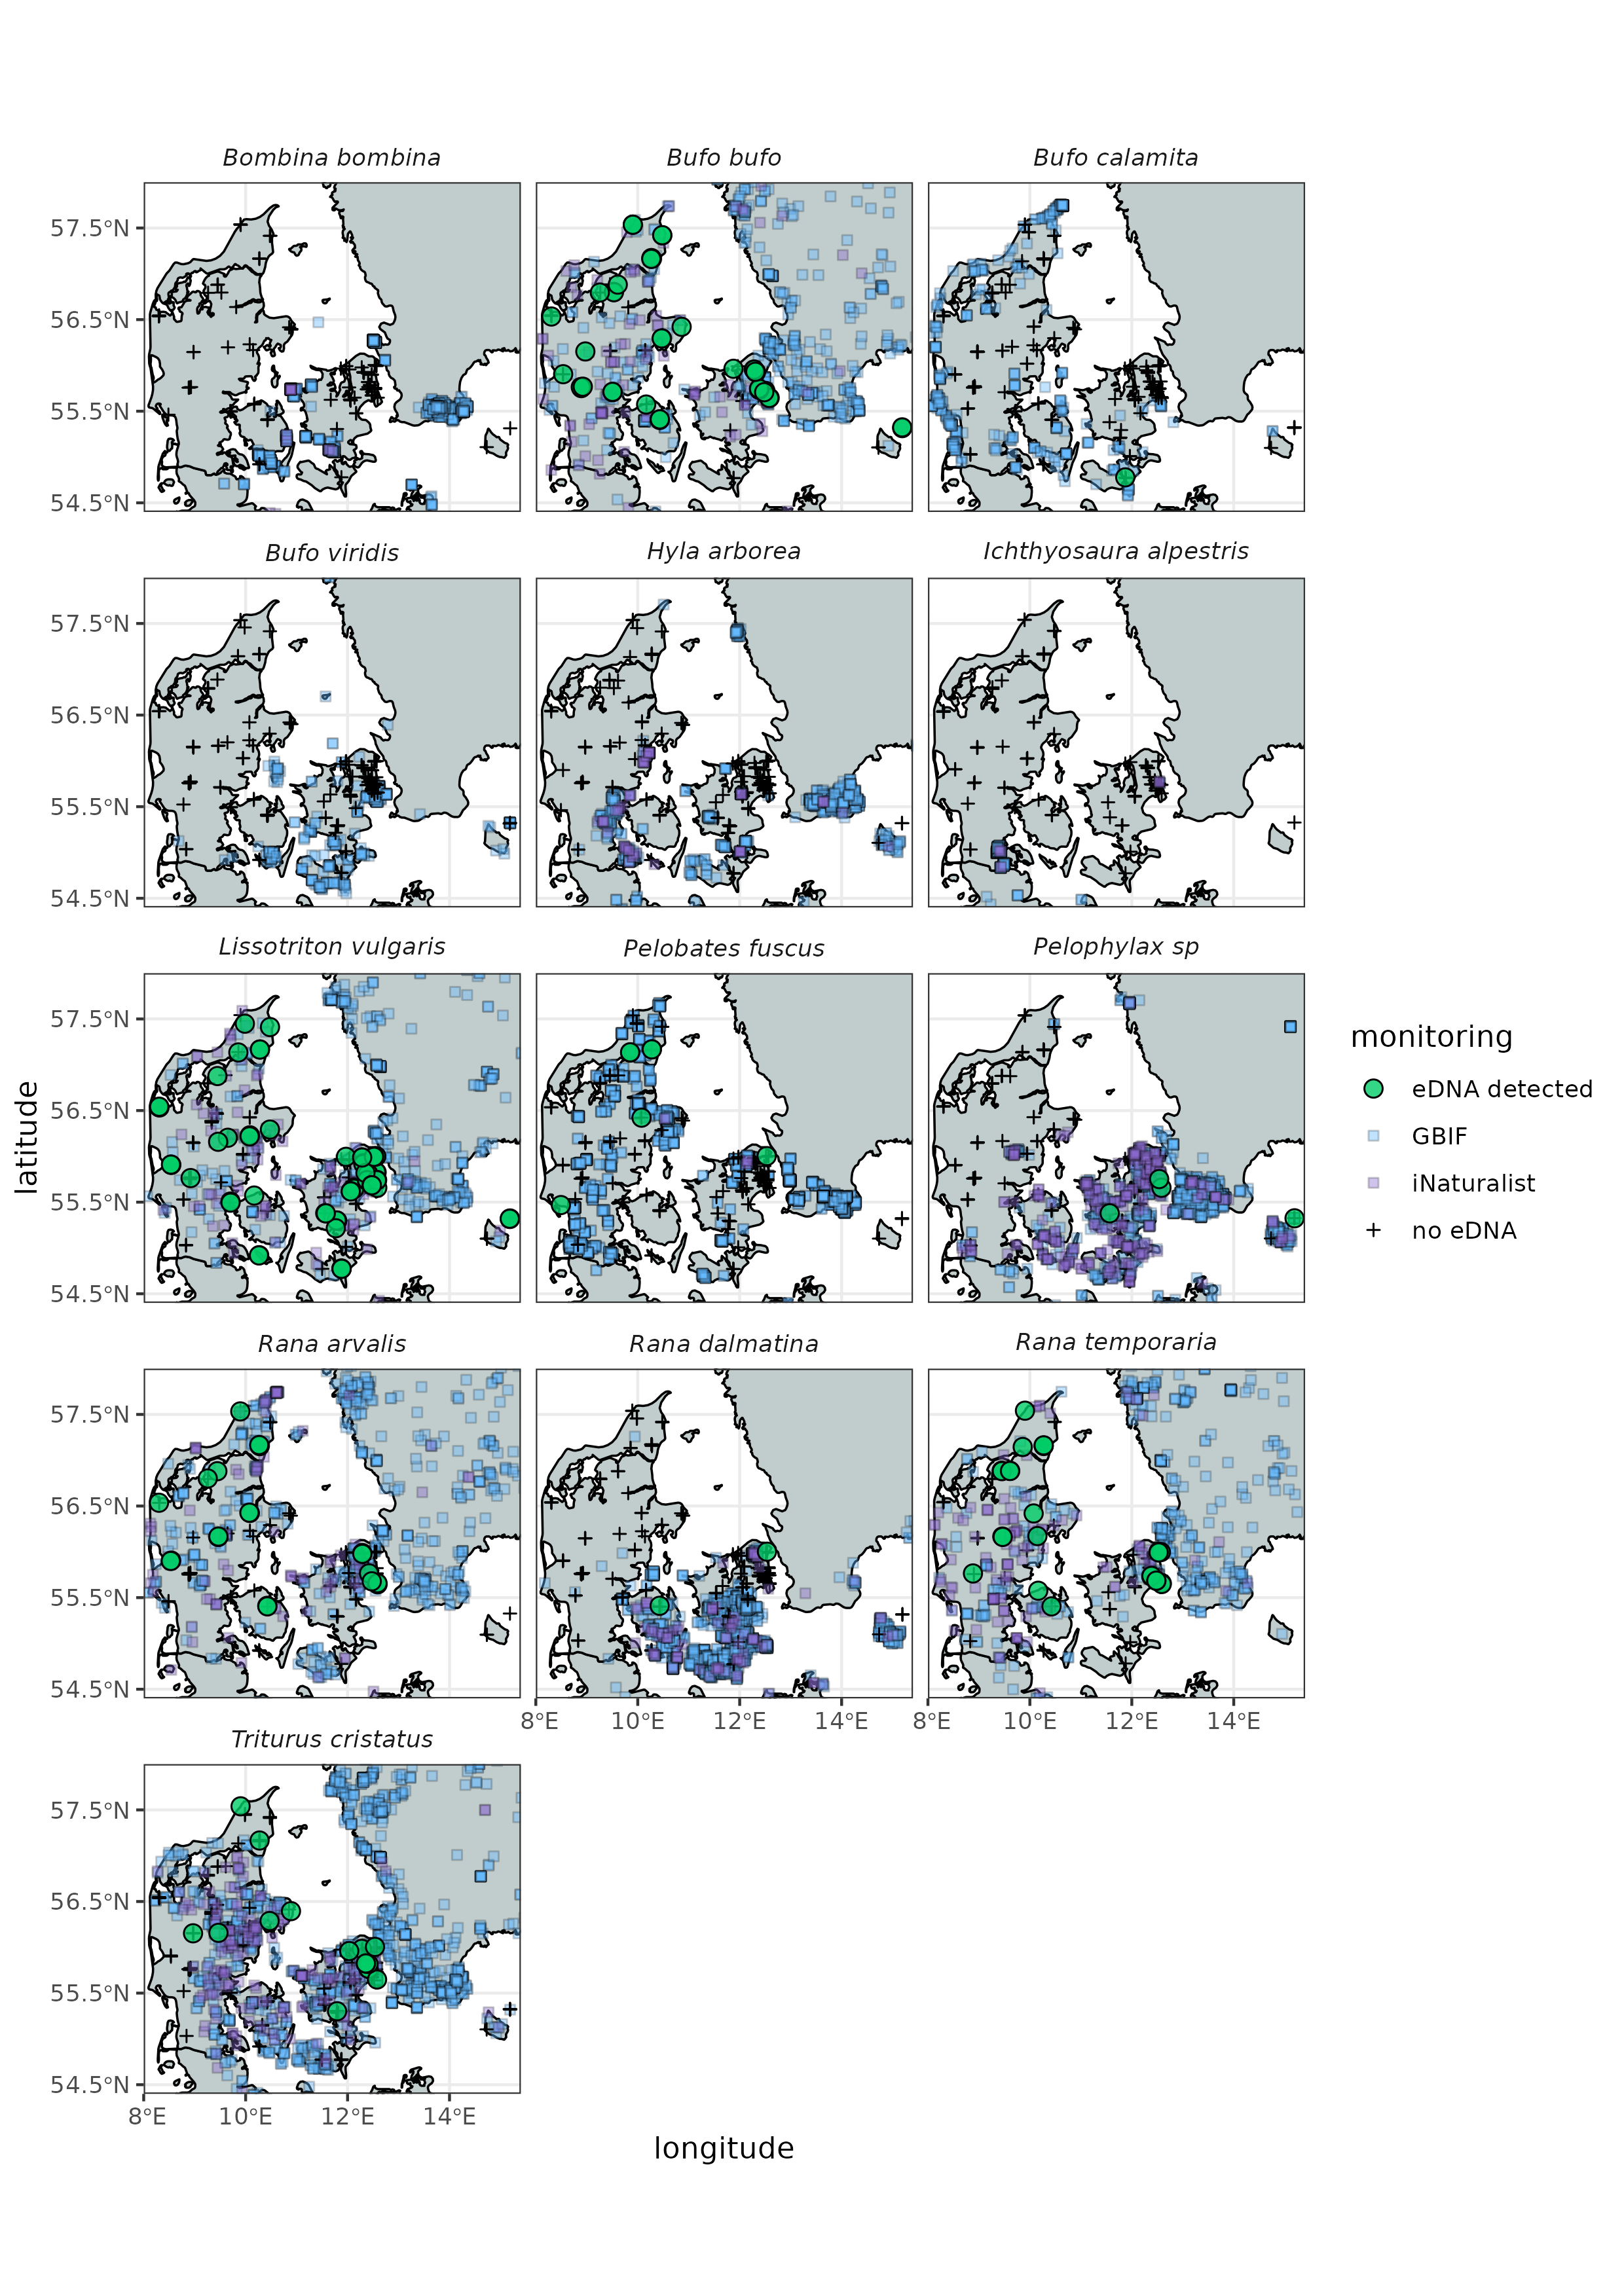 Bombina bombina Bufo bufo Bufo calamita
57.5°N
56.5°N
55.5°N
54.5°N
Bufo viridis Hyla arborea Ichthyosaura alpestris
57.5°N
56.5°N
55.5°N
54.5°N
Lissotriton vulgaris Pelobates fuscus Pelophylax sp
57.5°N
56.5°N
55.5°N
54.5°N
latitude
monitoring
eDNA detected
GBIF
iNaturalist
no eDNA
Rana arvalis Rana dalmatina Rana temporaria
57.5°N
56.5°N
55.5°N
54.5°N
8°E 10°E 12°E 14°E 8°E 10°E 12°E 14°E
Triturus cristatus
57.5°N
56.5°N
55.5°N
54.5°N
8°E 10°E 12°E 14°E
longitude